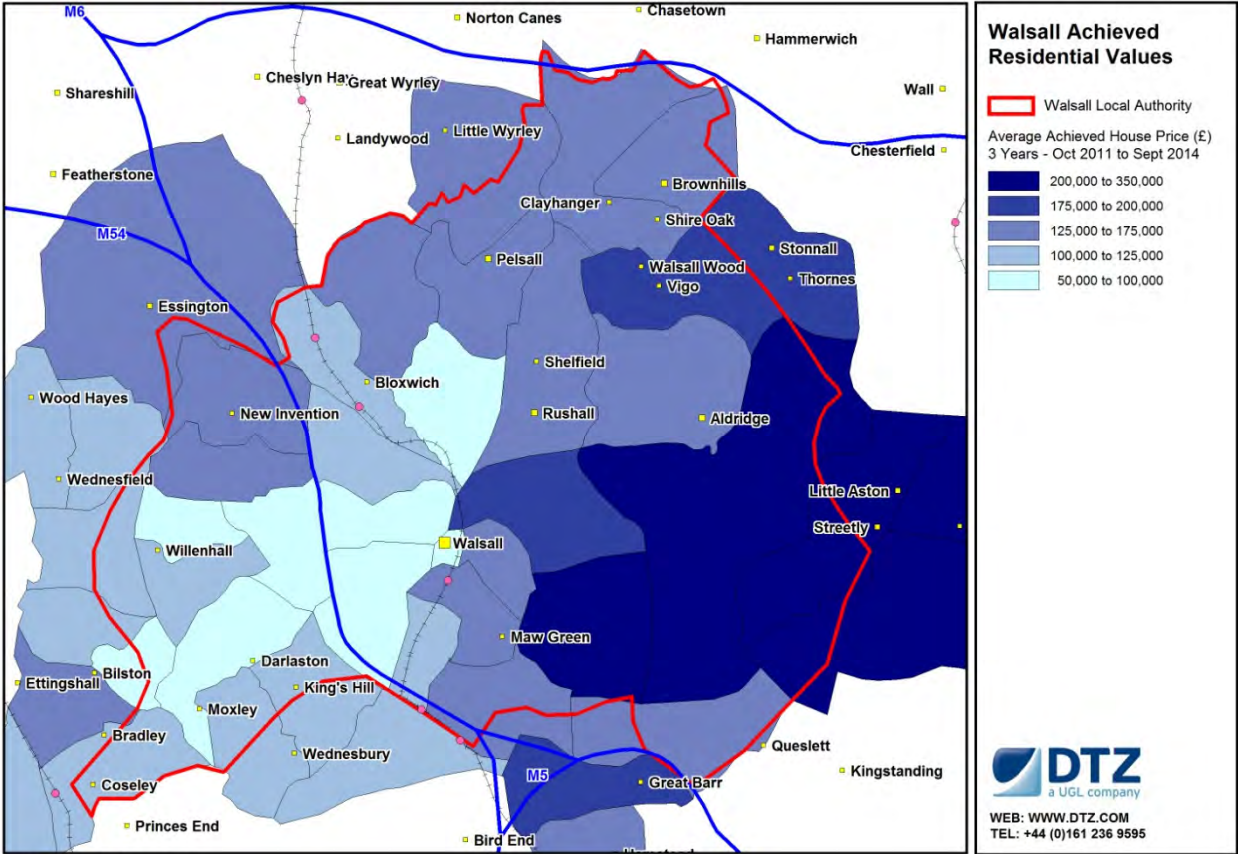 M6
Norton Canes
Chasetown
Hammerwich
Cheslyn Hay
Great Wyrley
Shareshill
Wall
Landywood
Little Wyrley
Chesterfield
Featherstone
Brownhills
Clayhanger
Shire Oak
M54
Stonnall
Pelsall
Walsall Wood
Vigo
Thornes
Essington
Shelfield
Bloxwich
Wood Hayes
New Invention
Rushall
Aldridge
Wednesfield
Little Aston
Streetly
Walsall
Willenhall
Maw Green
Darlaston
Bilston
Ettingshall
King's Hill
Moxley
Bradley
Wednesbury
Queslett
M5
Great Barr
Kingstanding
Coseley
Princes End
Bird End
Walsall Achieved
Residential Values
Walsall Local Authority
Average Achieved House Price (£)
3 Years - Oct 2011 to Sept 2014
200,000 to 350,000
175,000 to 200,000
125,000 to 175,000
100,000 to 125,000
50,000 to 100,000
DTZ
a UGL company
WEB: WWW.DTZ.COM
TEL: +44 (0)161 236 9595